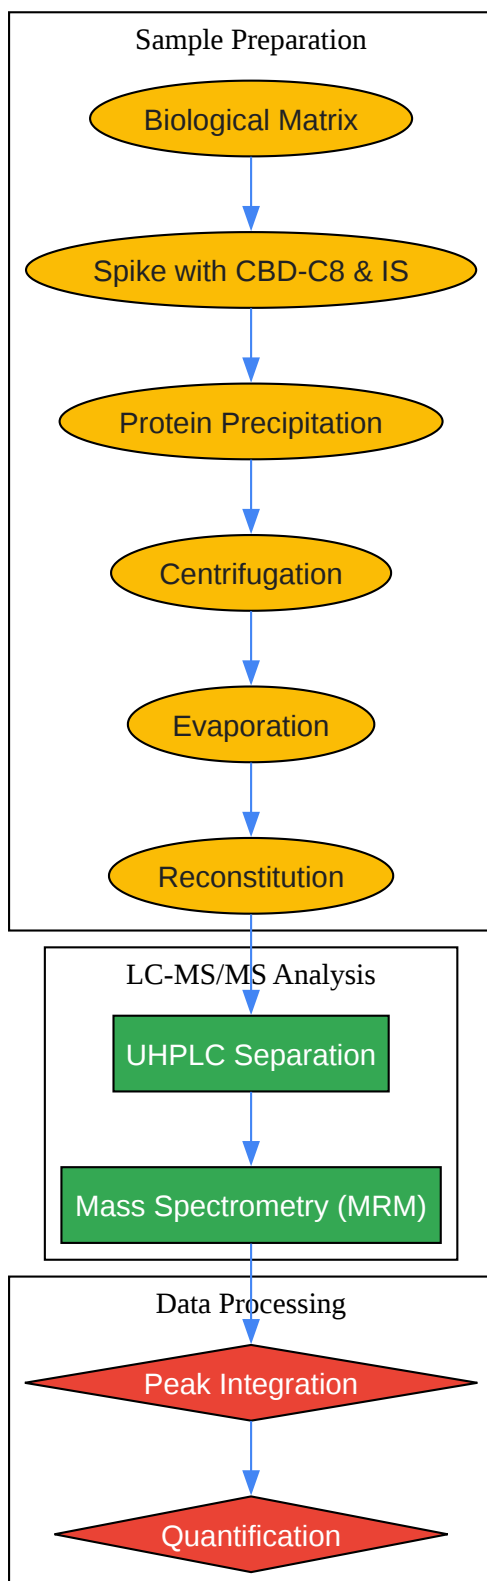 Sample Preparation
Biological Matrix
Spike with CBD-C8 & IS
Protein Precipitation
Centrifugation
Evaporation
Reconstitution
LC-MS/MS Analysis
UHPLC Separation
Mass Spectrometry (MRM)
Data Processing
Peak Integration
Quantification